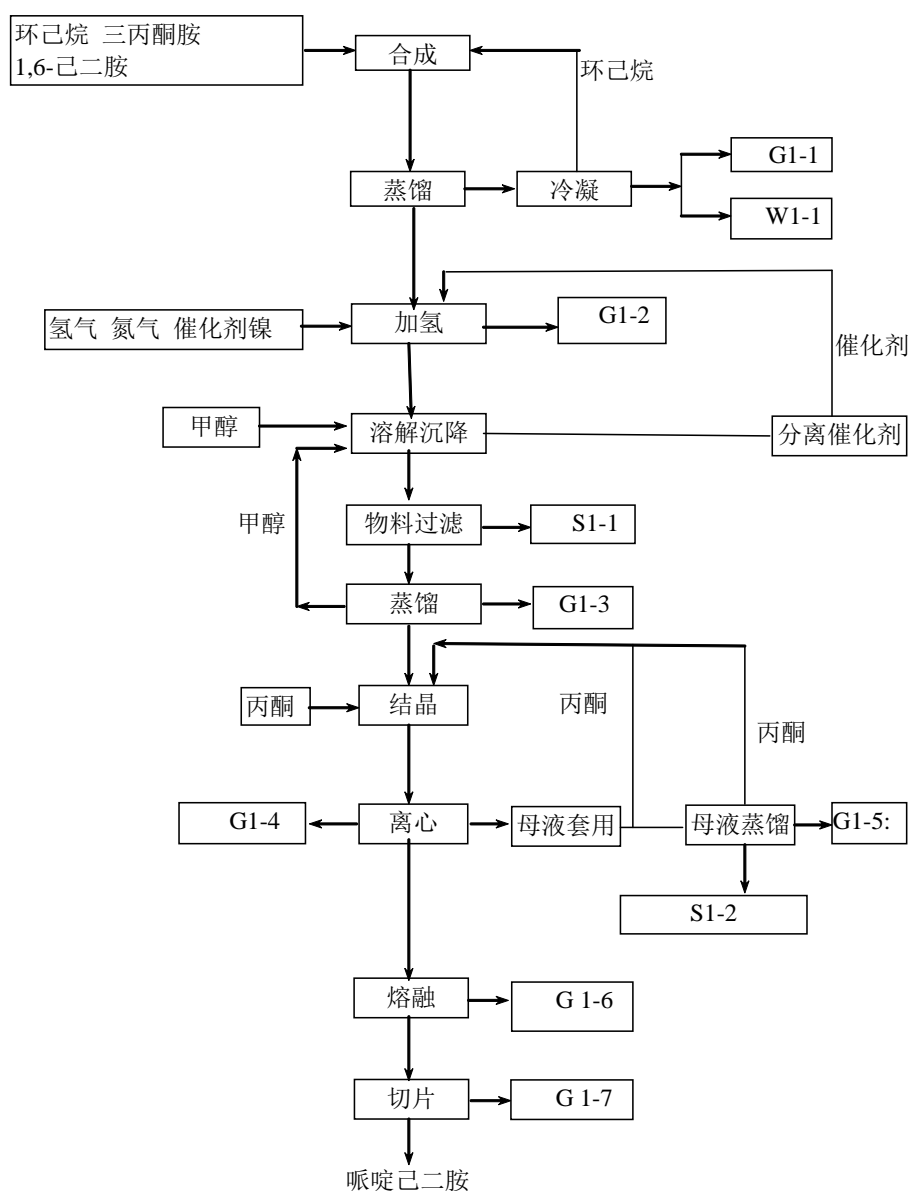 环己烷 三丙酮胺
1,6-己二胺
合成
环己烷
G1-1
蒸馏
冷凝
W1-1
氢气 氮气 催化剂镍
加氢
G1-2
催化剂
甲醇
溶解沉降
分离催化剂
甲醇
物料过滤
S1-1
蒸馏
G1-3
丙酮
结晶
丙酮
丙酮
G1-4
离心
母液套用
母液蒸馏
G1-5:
S1-2
熔融
G 1-6
切片
G 1-7
哌啶己二胺